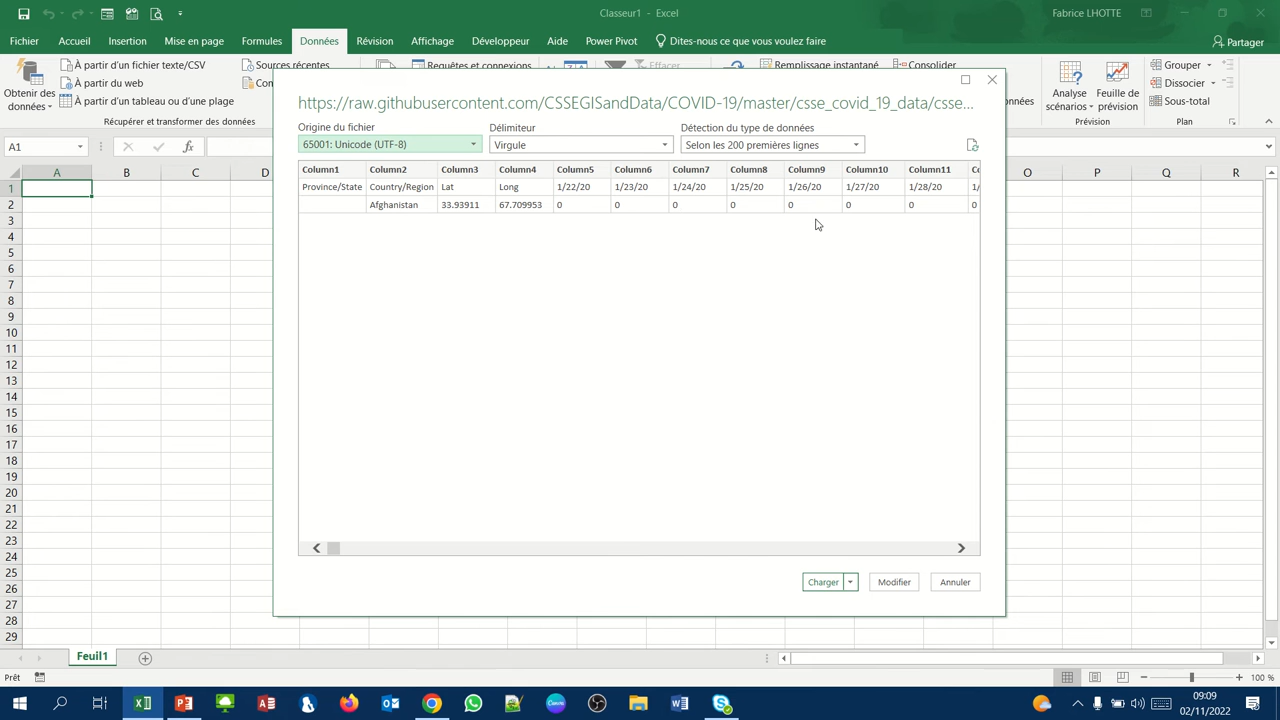 Classeur1 - Excel
Fabrice LHOTTE
Fichier Accueil Insertion Mise en page Formules Données Révision Affichage Développeur Aide Power Pivot Dites-nous ce que vous voulez faire Partager
Obtenir des données
À partir d'un fichier texte/CSV
À partir du web
À partir d'un tableau ou d'une plage
Sources récentes
Requêtes et connexions
Effacer
Remplissage instantané
Consolider
Analyse scénarios
Feuille de prévision
Grouper
Dissocier
Sous-total
Récupérer et transformer des données
Prévision
Plan
https://raw.githubusercontent.com/CSSEGISandData/COVID-19/master/csse_covid_19_data/csse...
Origine du fichier Délimiteur Détection du type de données
65001: Unicode (UTF-8) Virgule Selon les 200 premières lignes
A1
fx
A B C D O P Q R
Column1 Column2 Column3 Column4 Column5 Column6 Column7 Column8 Column9 Column10 Column11
Province/State Country/Region Lat Long 1/22/20 1/23/20 1/24/20 1/25/20 1/26/20 1/27/20 1/28/20 1/
Afghanistan 33.93911 67.709953 0 0 0 0 0 0 0 0
1
2
3
4
5
6
7
8
9
10
11
12
13
14
15
16
17
18
19
20
21
22
23
24
25
26
27
28
29
Charger Modifier Annuler
Feuil1
Prêt
100 %
09:09
02/11/2022